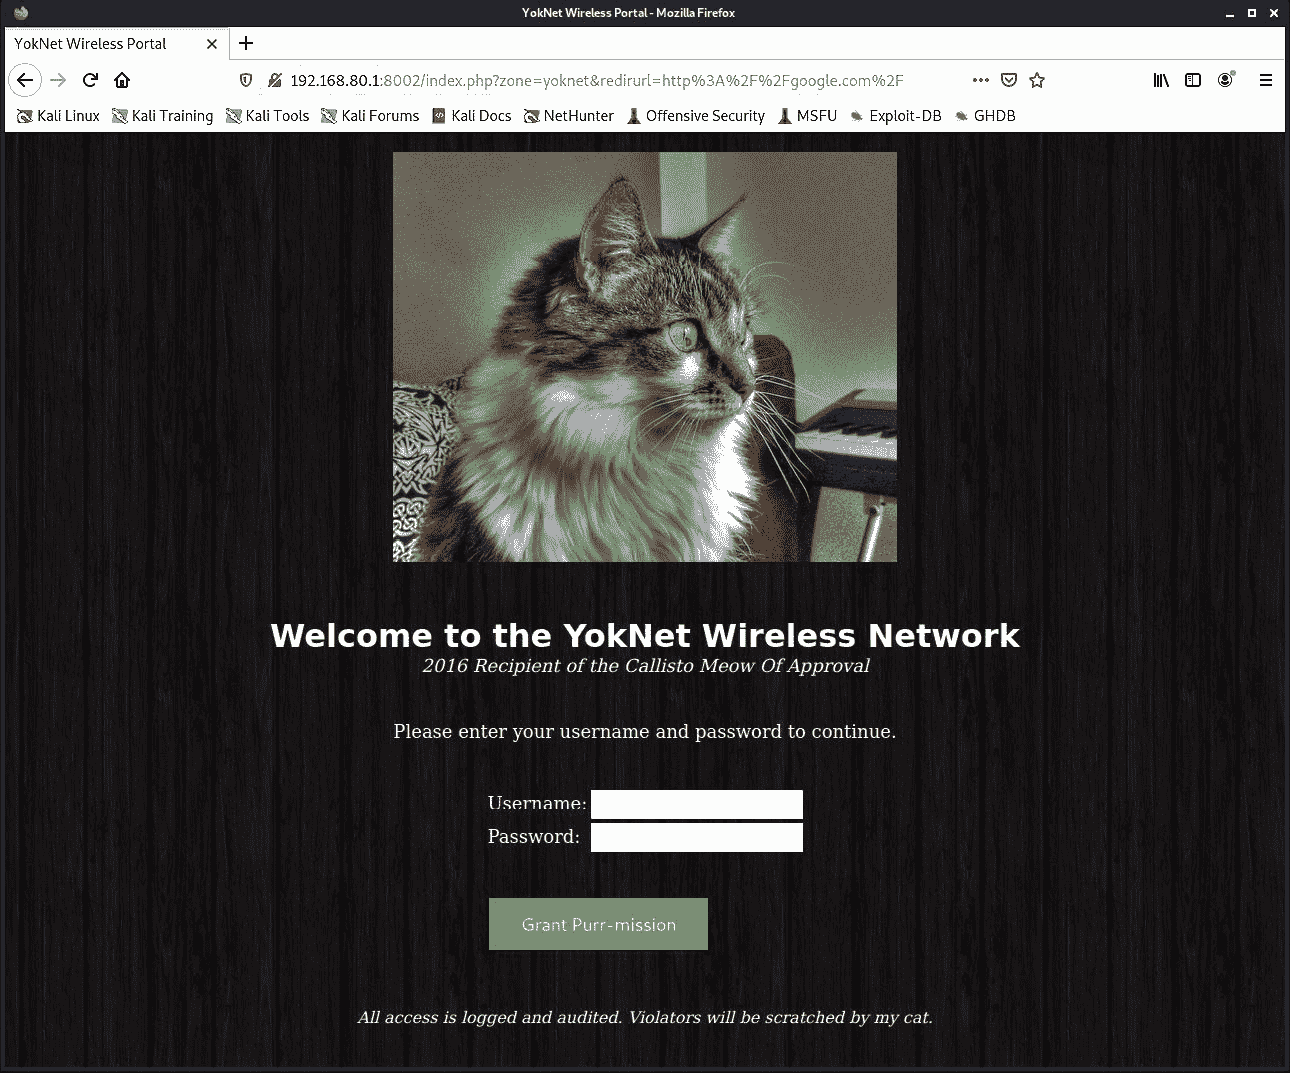 YokNet Wireless Portal - Mozilla Firefox
YokNet Wireless Portal
192.168.80.1:8002/index.php?zone=yoknet&redirurl=http%3A%2F%2Fgoogle.com%2F
Kali Linux Kali Training Kali Tools Kali Forums Kali Docs NetHunter Offensive Security MSFU Exploit-DB GHDB
Welcome to the YokNet Wireless Network
2016 Recipient of the Callisto Meow Of Approval
Please enter your username and password to continue.
Username:
Password:
Grant Purr-mission
All access is logged and audited. Violators will be scratched by my cat.